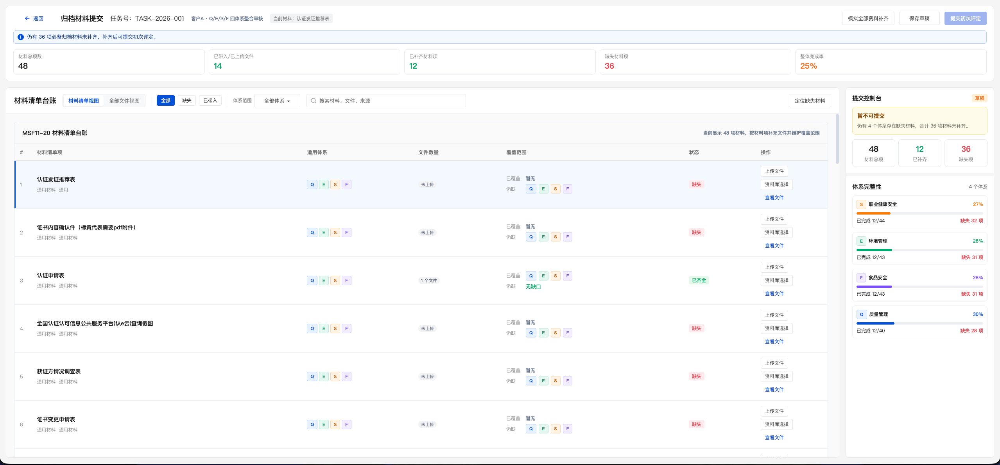 返回 归档材料提交 任务号：TASK-2026-001 客户A · Q/E/S/F 四体系整合审核 当前材料：认证发证推荐表 模拟全部资料补齐 保存草稿 提交初次评定
仍有 36 项必备归档材料未补齐，补齐后可提交初次评定。
材料总项数 已带入/已上传文件 已补齐材料项 缺失材料项 整体完成率
48 14 12 36 25%
材料清单台账 材料清单视图 全部文件视图 全部 缺失 已带入 体系范围 全部体系 搜索材料、文件、来源 定位缺失材料
MSF11-20 材料清单台账 当前显示 48 项材料，按材料项补充文件并维护覆盖范围
# 材料清单项 适用体系 文件数量 覆盖范围 状态 操作
1 认证发证推荐表
通用材料 通用
Q E S F
未上传
已覆盖 暂无
仍缺 Q E S F
缺失
上传文件
资料库选择
查看文件
2 证书内容确认件（标黄代表需要pdf附件）
通用材料 通用材料
Q E S F
未上传
已覆盖 暂无
仍缺 Q E S F
缺失
上传文件
资料库选择
查看文件
3 认证申请表
通用材料 通用材料
Q E S F
1 个文件
已覆盖 Q E S F
仍缺 无缺口
已齐全
上传文件
资料库选择
查看文件
4 全国认证认可信息公共服务平台(认e云)查询截图
通用材料 通用材料
Q E S F
未上传
已覆盖 暂无
仍缺 Q E S F
缺失
上传文件
资料库选择
查看文件
5 获证方情况调查表
通用材料 通用材料
Q E S F
未上传
已覆盖 暂无
仍缺 Q E S F
缺失
上传文件
资料库选择
查看文件
6 证书变更申请表
通用材料 通用材料
Q E S F
未上传
已覆盖 暂无
仍缺 Q E S F
缺失
上传文件
资料库选择
查看文件
提交控制台 草稿
暂不可提交
仍有 4 个体系存在缺失材料，合计 36 项材料未补齐。
48 12 36
材料总项 已补齐 缺失项
体系完整性 4 个体系
S 职业健康安全 27%
已完成 12/44 缺失 32 项
E 环境管理 28%
已完成 12/43 缺失 31 项
F 食品安全 28%
已完成 12/43 缺失 31 项
Q 质量管理 30%
已完成 12/40 缺失 28 项